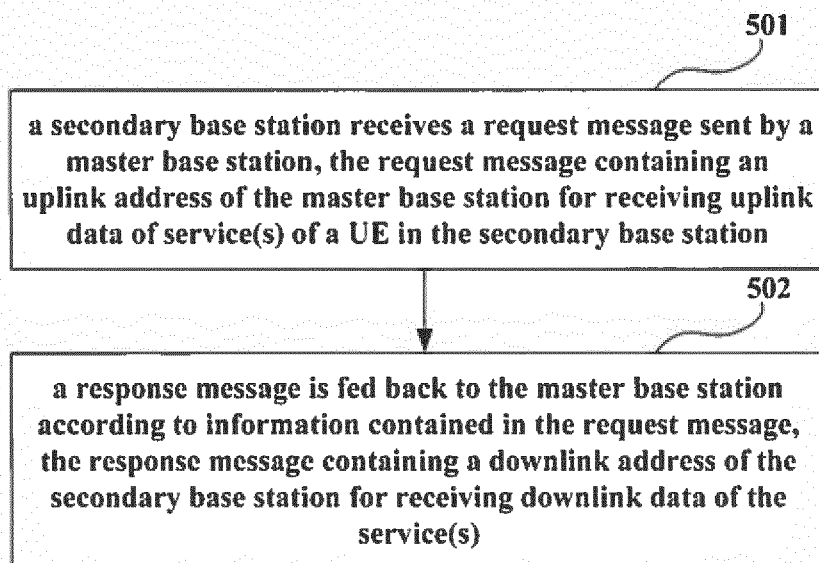 501
a secondary base station receives a request message sent by a
master base station, the request message containing an
uplink address of the master base station for receiving uplink
data of service(s) of a UE in the secondary base station
502
a response message is fed back to the master base station
according to information contained in the request message,
the response message containing a downlink address of the
secondary base station for receiving downlink data of the
service(s)